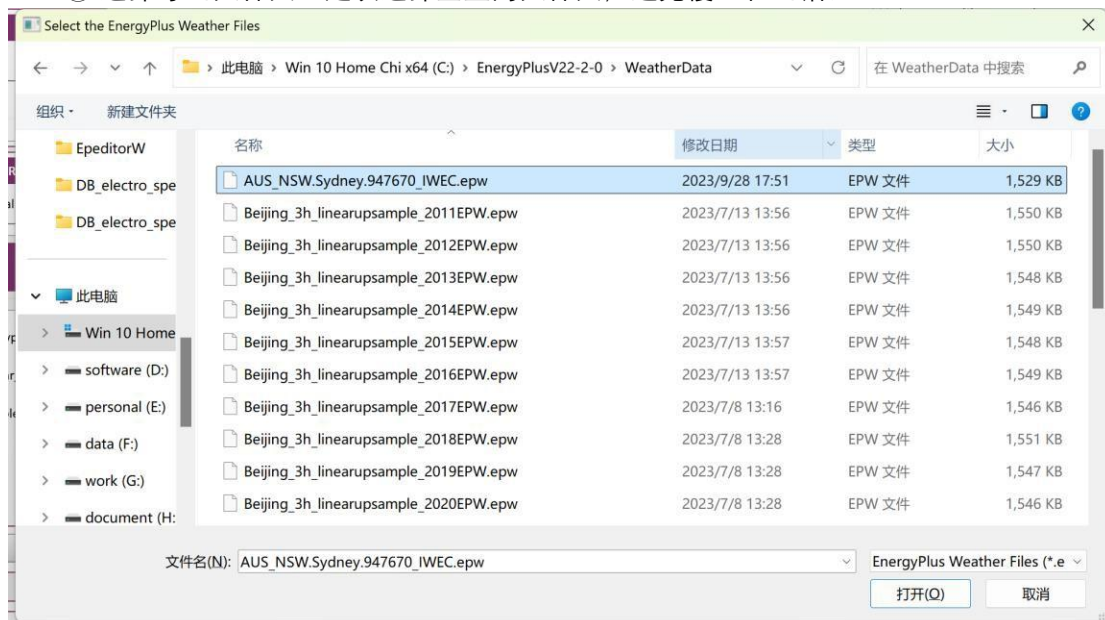 Select the EnergyPlus Weather Files
此电脑 > Win 10 Home Chi x64 (C:) > EnergyPlusV22-2-0 > WeatherData
在 WeatherData 中搜索
组织
新建文件夹
EpeditorW
DB_electro_spe
DB_electro_spe
此电脑
Win 10 Home
software (D:)
personal (E:)
data (F:)
work (G:)
document (H:
名称 修改日期 类型 大小
AUS_NSW.Sydney.947670_IWEC.epw 2023/9/28 17:51 EPW 文件 1,529 KB
Beijing_3h_linearupsample_2011EPW.epw 2023/7/13 13:56 EPW 文件 1,550 KB
Beijing_3h_linearupsample_2012EPW.epw 2023/7/13 13:56 EPW 文件 1,550 KB
Beijing_3h_linearupsample_2013EPW.epw 2023/7/13 13:56 EPW 文件 1,548 KB
Beijing_3h_linearupsample_2014EPW.epw 2023/7/13 13:56 EPW 文件 1,549 KB
Beijing_3h_linearupsample_2015EPW.epw 2023/7/13 13:57 EPW 文件 1,548 KB
Beijing_3h_linearupsample_2016EPW.epw 2023/7/13 13:57 EPW 文件 1,549 KB
Beijing_3h_linearupsample_2017EPW.epw 2023/7/8 13:16 EPW 文件 1,546 KB
Beijing_3h_linearupsample_2018EPW.epw 2023/7/8 13:28 EPW 文件 1,551 KB
Beijing_3h_linearupsample_2019EPW.epw 2023/7/8 13:28 EPW 文件 1,547 KB
Beijing_3h_linearupsample_2020EPW.epw 2023/7/8 13:28 EPW 文件 1,546 KB
文件名(N): AUS_NSW.Sydney.947670_IWEC.epw
EnergyPlus Weather Files (*.e
打开(O) 取消